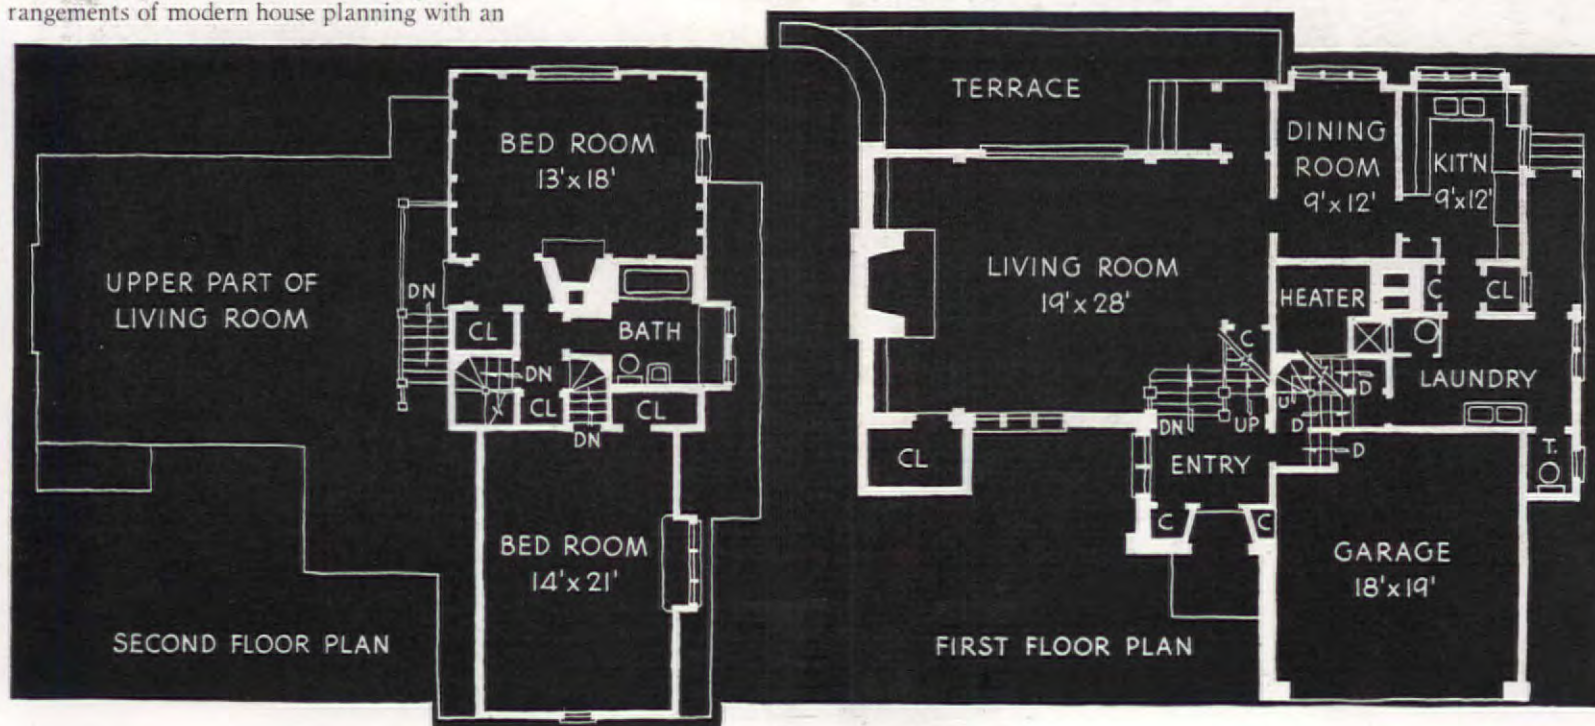 rangements of modern house planning with an
BED ROOM
13'x18'
UPPER PART OF
LIVING ROOM
DN
CL
BATH
DN
CL
CL
DN
BED ROOM
14'x21'
SECOND FLOOR PLAN
TERRACE
DINING
ROOM
9'x12'
KIT'N
9'x12'
LIVING ROOM
19'x28'
HEATER
C
CL
C
LAUNDRY
D
U
DN
UP
D
D
CL
ENTRY
T.
C
C
GARAGE
18'x19'
FIRST FLOOR PLAN